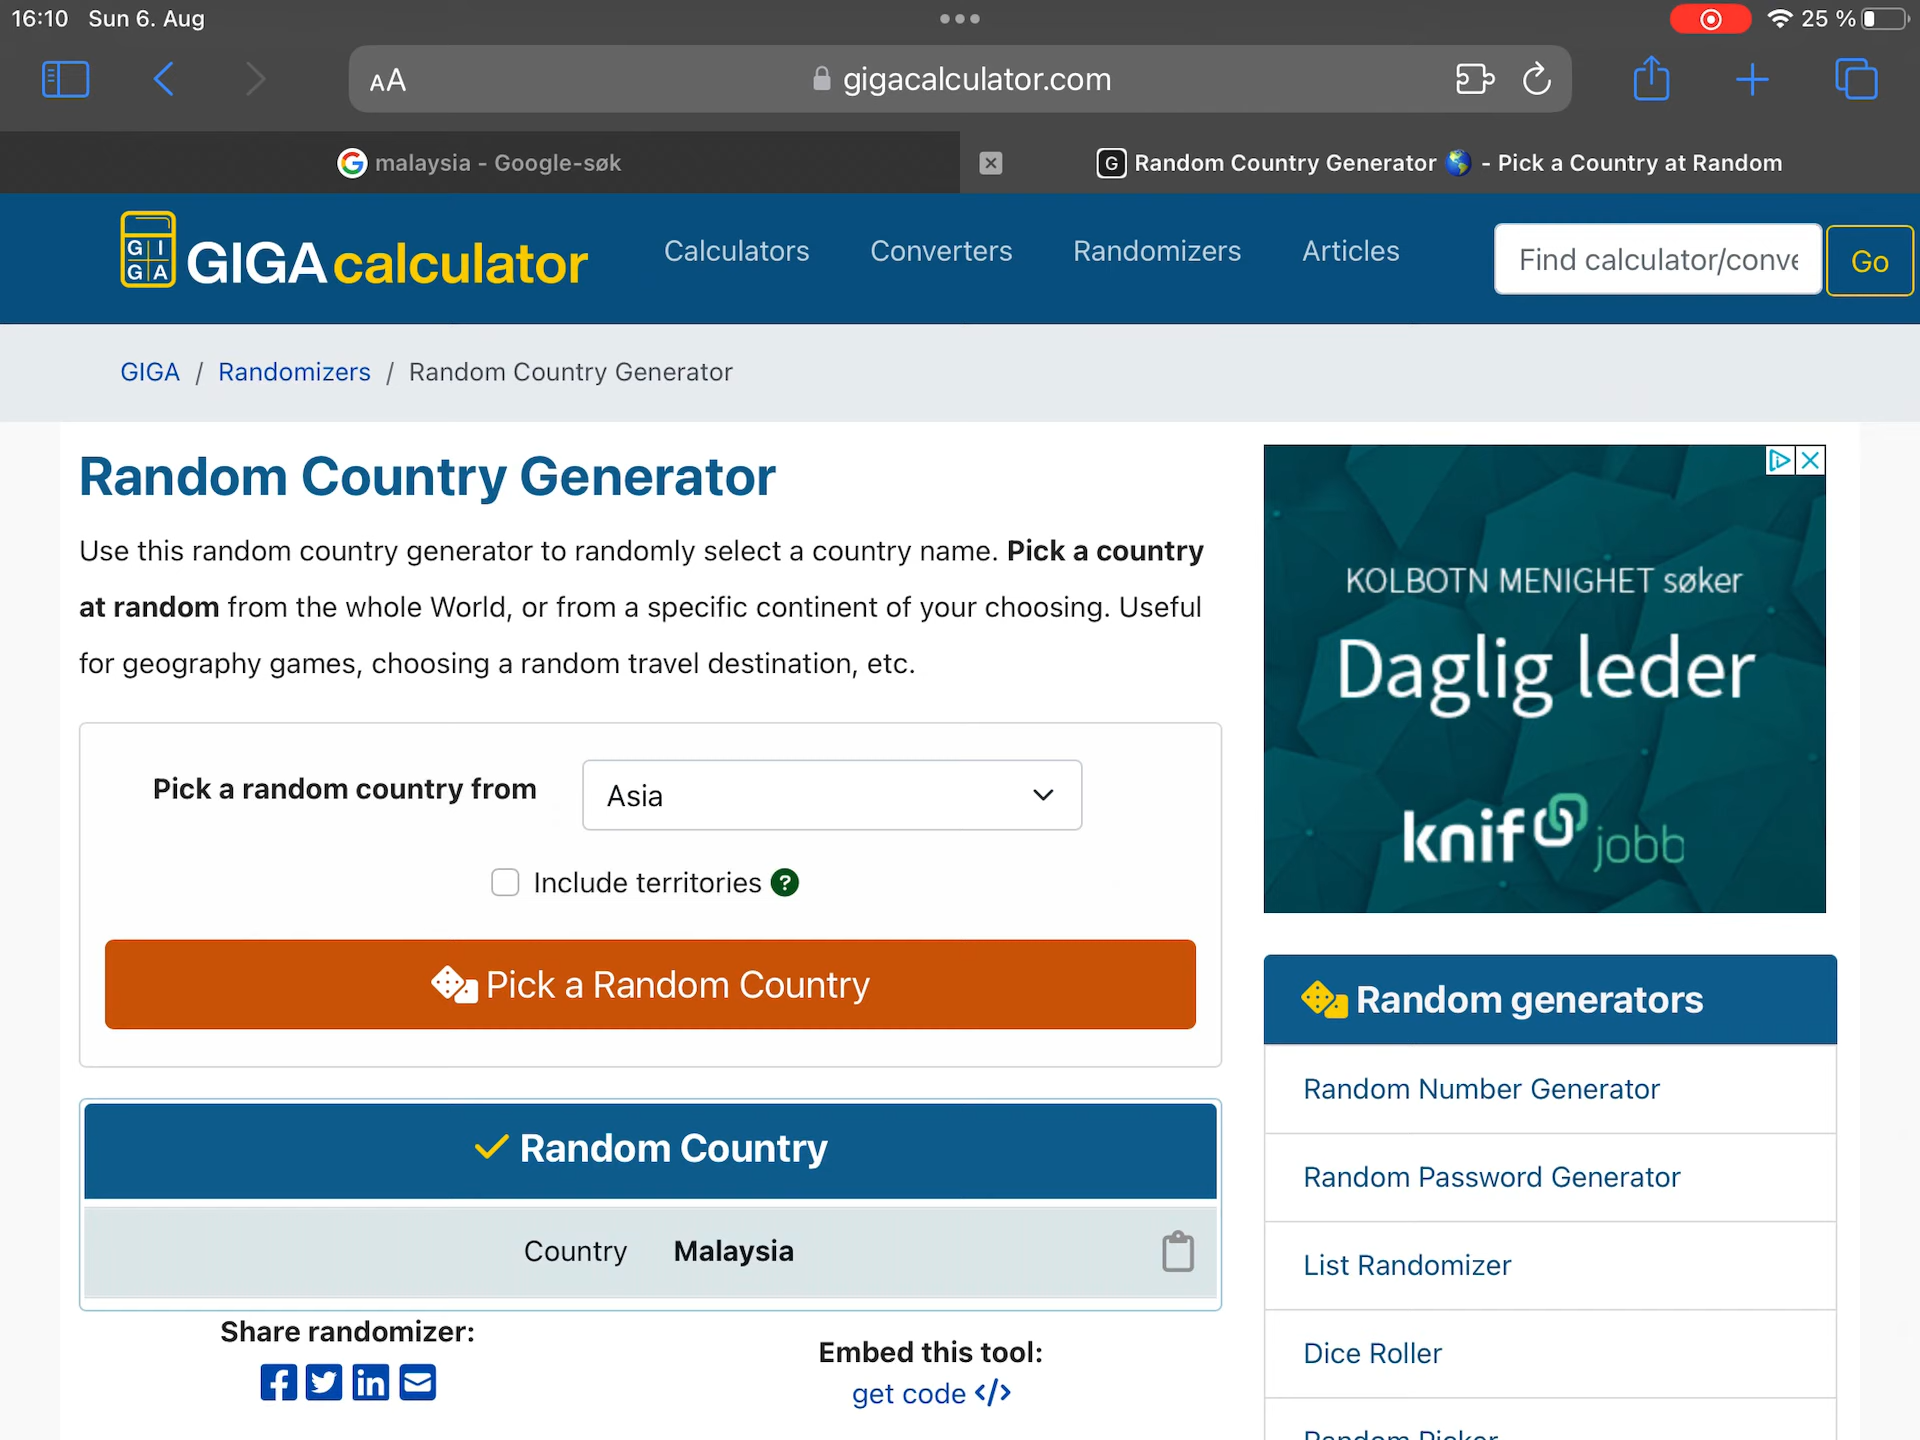 16:10 Sun 6. Aug
25 %
AA
gigacalculator.com
malaysia - Google-søk
Random Country Generator 🌎 - Pick a Country at Random
GIGA
GIGAcalculator
Calculators
Converters
Randomizers
Articles
Find calculator/conve
Go
GIGA / Randomizers / Random Country Generator
Random Country Generator
Use this random country generator to randomly select a country name. Pick a country
at random from the whole World, or from a specific continent of your choosing. Useful
for geography games, choosing a random travel destination, etc.
Pick a random country from
Asia
Include territories ?
Pick a Random Country
Random Country
Country Malaysia
Share randomizer:
Embed this tool:
get code </>
KOLBOTN MENIGHET søker
Daglig leder
knif jobb
Random generators
Random Number Generator
Random Password Generator
List Randomizer
Dice Roller
Random Picker